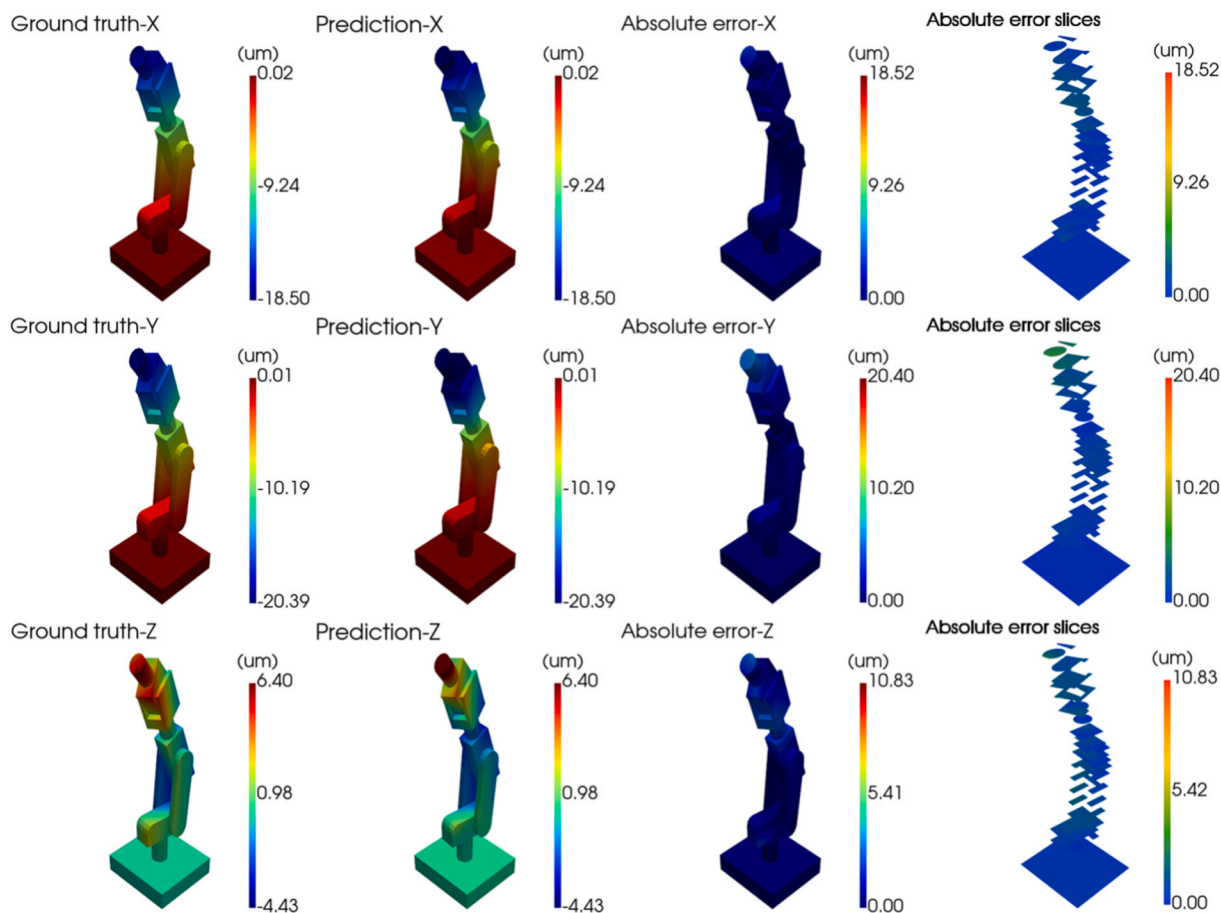 Ground truth-X
(um)
0.02
-9.24
-18.50
Prediction-X
(um)
0.02
-9.24
-18.50
Absolute error-X
(um)
18.52
9.26
0.00
Absolute error slices
(um)
18.52
9.26
0.00
Ground truth-Y
(um)
0.01
-10.19
-20.39
Prediction-Y
(um)
0.01
-10.19
-20.39
Absolute error-Y
(um)
20.40
10.20
0.00
Absolute error slices
(um)
20.40
10.20
0.00
Ground truth-Z
(um)
6.40
0.98
-4.43
Prediction-Z
(um)
6.40
0.98
-4.43
Absolute error-Z
(um)
10.83
5.41
0.00
Absolute error slices
(um)
10.83
5.42
0.00